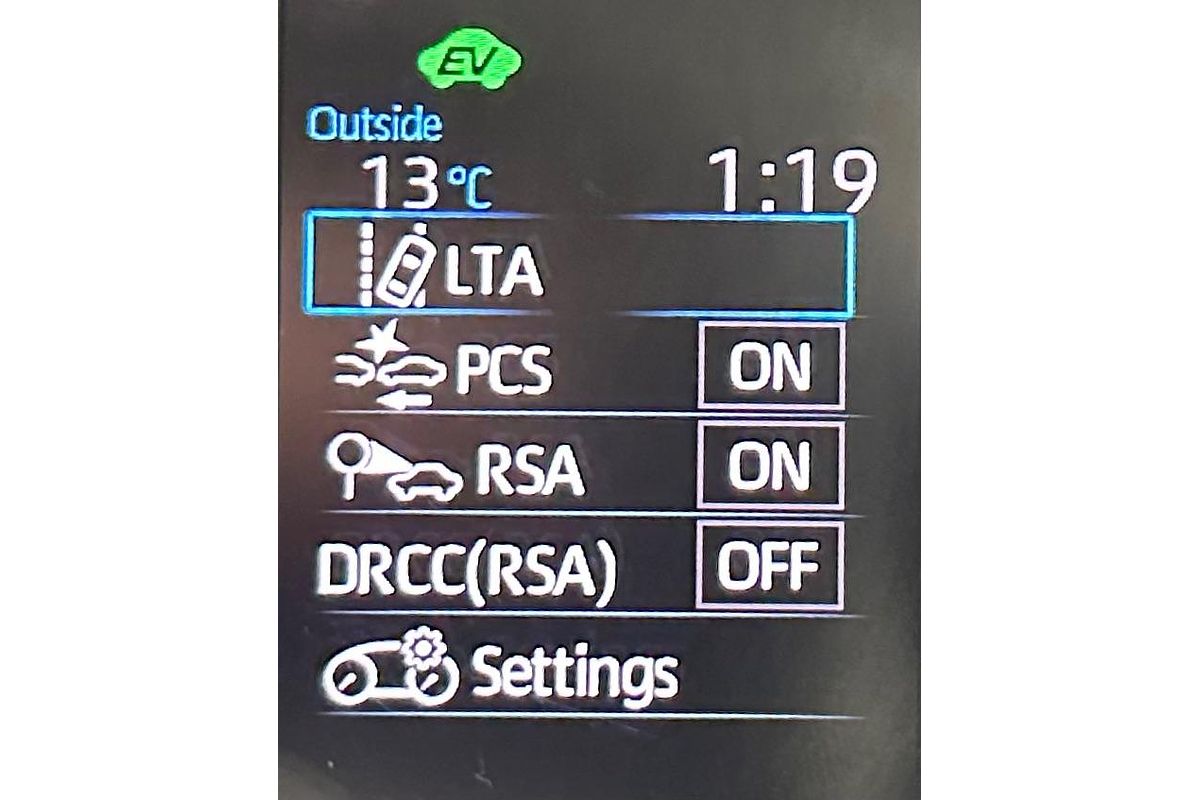 EV
Outside
13°C 1:19
LTA
PCS ON
RSA ON
DRCC(RSA) OFF
Settings